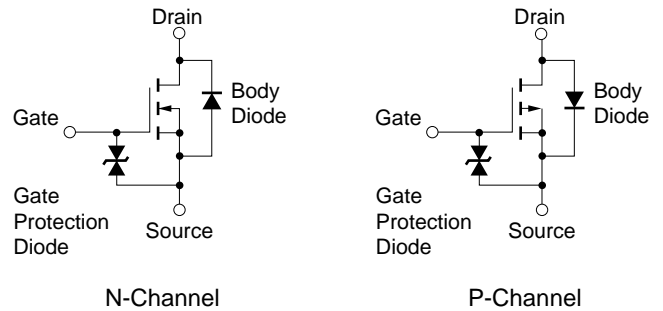 Drain
Body
Diode
Gate
Gate
Protection
Diode
Source
N-Channel
Drain
Body
Diode
Gate
Gate
Protection
Diode
Source
P-Channel